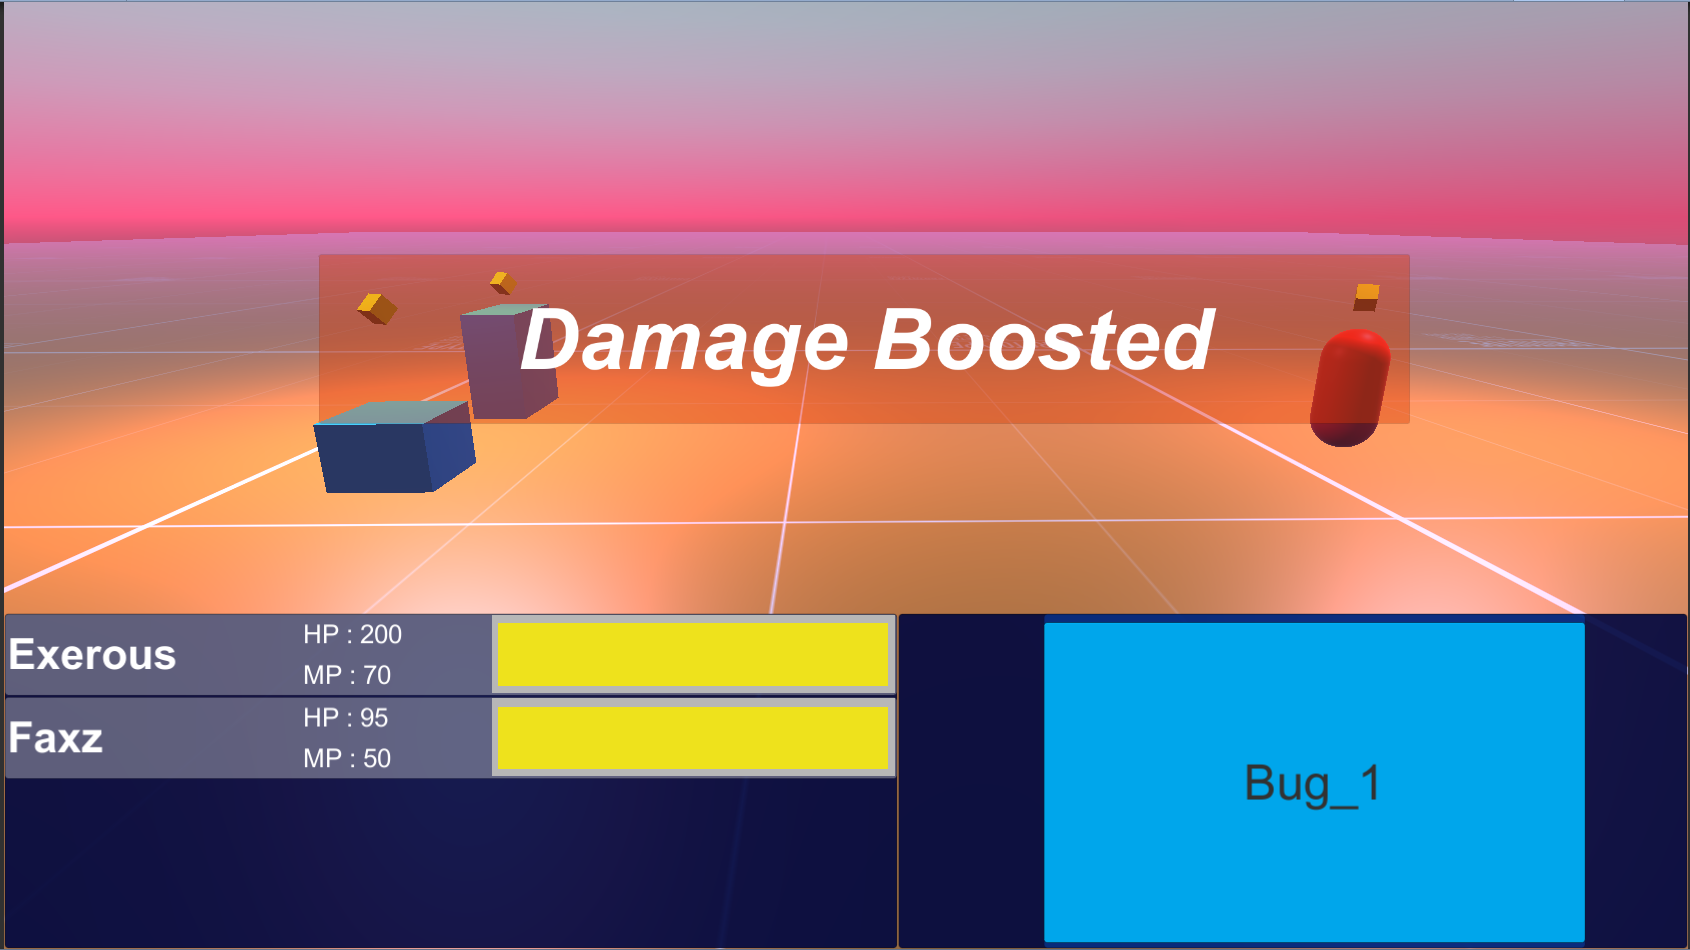 Damage Boosted
Exerous
HP : 200
MP : 70
Faxz
HP : 95
MP : 50
Bug_1